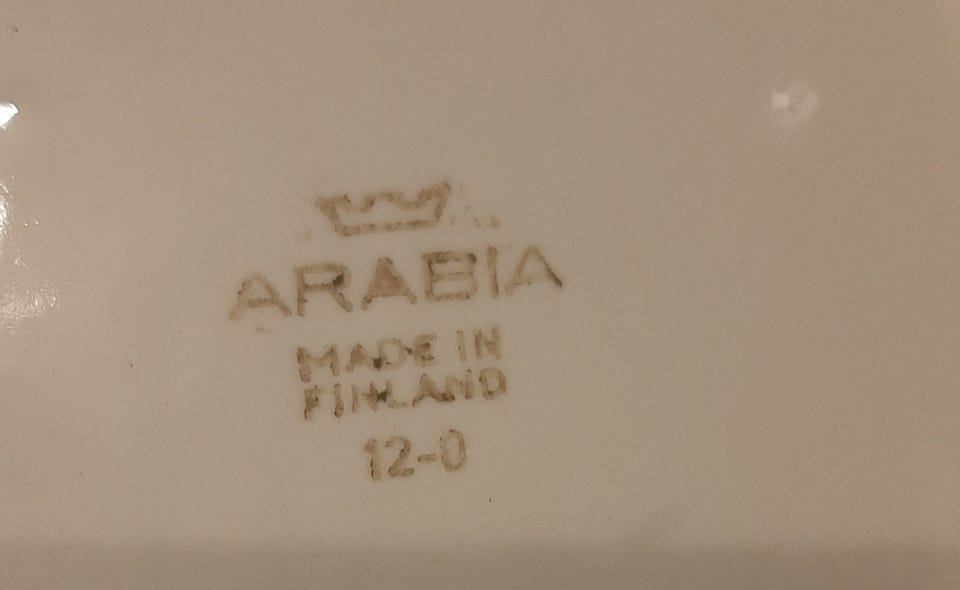 ARABIA
MADE IN
FINLAND
12-0